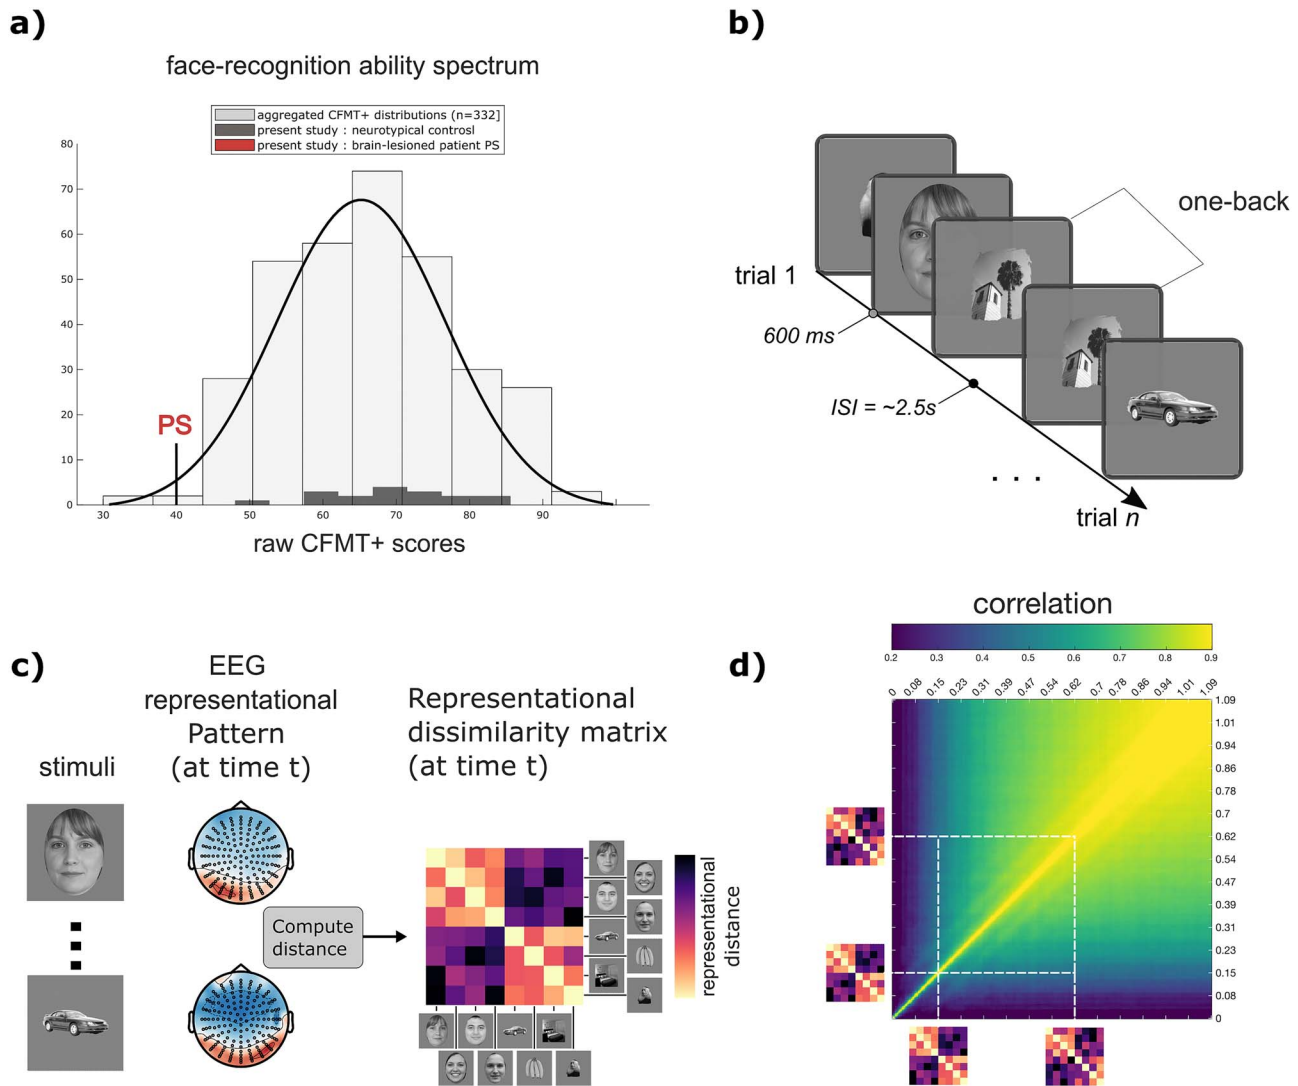 a)
face-recognition ability spectrum
aggregated CFMT+ distributions (n=332]
present study : neurotypical controsl
present study : brain-lesioned patient PS
80
70
60
50
40
30
20
10
0
PS
30 40 50 60 70 80 90
raw CFMT+ scores
b)
one-back
trial 1
600 ms
ISI = ~2.5s
. . .
trial n
c)
stimuli
EEG
representational
Pattern
(at time t)
Representational
dissimilarity matrix
(at time t)
Compute
distance
representational
distance
d)
correlation
0.2 0.3 0.4 0.5 0.6 0.7 0.8 0.9
0 0.08 0.15 0.23 0.31 0.39 0.47 0.54 0.62 0.7 0.78 0.86 0.94 1.01 1.09
1.09
1.01
0.94
0.86
0.78
0.7
0.62
0.54
0.47
0.39
0.31
0.23
0.15
0.08
0